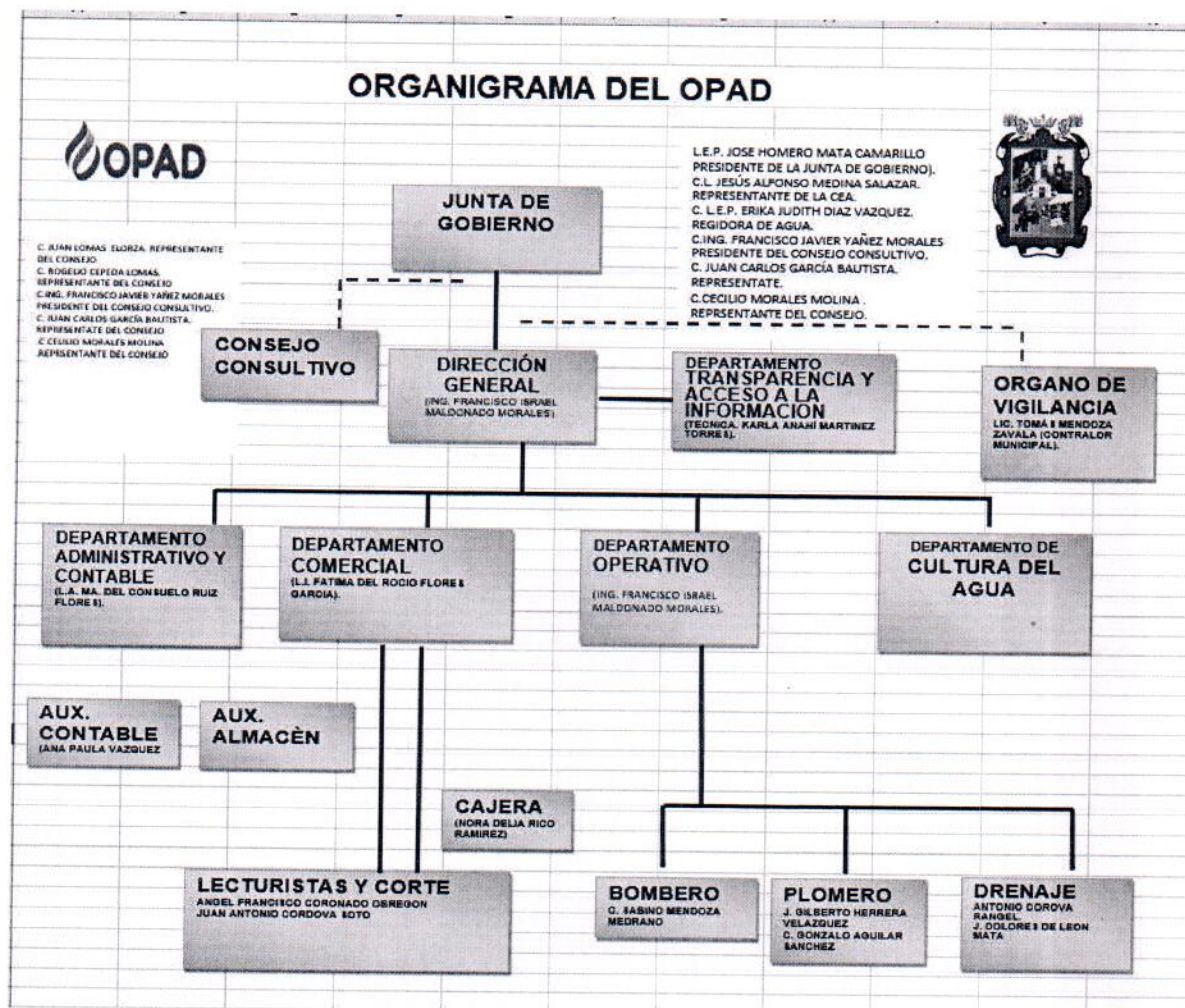 ORGANIGRAMA DEL OPAD
OPAD
L.E.P. JOSE HOMERO MATA CAMARILLO
PRESIDENTE DE LA JUNTA DE GOBIERNO).
C.L. JESÚS ALFONSO MEDINA SALAZAR.
REPRESENTANTE DE LA CEA.
C. L.E.P. ERIKA JUDITH DIAZ VAZQUEZ.
REGIDORA DE AGUA.
C.ING. FRANCISCO JAVIER YAÑEZ MORALES
PRESIDENTE DEL CONSEJO CONSULTIVO.
C. JUAN CARLOS GARCÍA BAUTISTA.
REPRESENTATE.
C.CECILIO MORALES MOLINA .
REPRSENTANTE DEL CONSEJO.
JUNTA DE
GOBIERNO
C. JUAN LOMAS ELORZA. REPRESENTANTE
DEL CONSEJO
C. ROGELIO CEPEDA LOMAS.
REPRESENTANTE DEL CONSEJO
C.ING. FRANCISCO JAVIER YAÑEZ MORALES
PRESIDENTE DEL CONSEJO CONSULTIVO.
C. JUAN CARLOS GARCÍA BAUTISTA.
REPRESENTATE DEL CONSEJO
C.CECILIO MORALES MOLINA
REPRESENTANTE DEL CONSEJO
CONSEJO
CONSULTIVO
DIRECCIÓN
GENERAL
(ING. FRANCISCO ISRAEL
MALDONADO MORALES)
DEPARTAMENTO
TRANSPARENCIA Y
ACCESO A LA
INFORMACION
(TECNICA. KARLA ANAHÍ MARTINEZ
TORRES).
ORGANO DE
VIGILANCIA
LIC. TOMÁS MENDOZA
ZAVALA (CONTRALOR
MUNICIPAL).
DEPARTAMENTO
ADMINISTRATIVO Y
CONTABLE
(L.A. MA. DEL CONSUELO RUIZ
FLORES).
DEPARTAMENTO
COMERCIAL
(L.I. FATIMA DEL ROCIO FLORES
GARCIA).
DEPARTAMENTO
OPERATIVO
(ING. FRANCISCO ISRAEL
MALDONADO MORALES).
DEPARTAMENTO DE
CULTURA DEL
AGUA
AUX.
CONTABLE
(ANA PAULA VAZQUEZ
AUX.
ALMACÈN
CAJERA
(NORA DELIA RICO
RAMIREZ)
LECTURISTAS Y CORTE
ANGEL FRANCISCO CORONADO OBREGON
JUAN ANTONIO CORDOVA SOTO
BOMBERO
C. SABINO MENDOZA
MEDRANO
PLOMERO
J. GILBERTO HERRERA
VELAZQUEZ
C. GONZALO AGUILAR
SANCHEZ
DRENAJE
ANTONIO COROVA
RANGEL.
J. DOLORES DE LEON
MATA